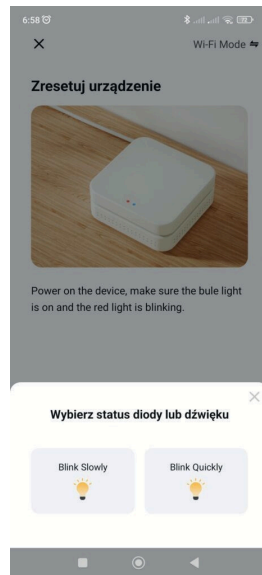 6:58
Wi-Fi Mode
Zresetuj urządzenie
Power on the device, make sure the bule light
is on and the red light is blinking.
Wybierz status diody lub dźwięku
Blink Slowly
Blink Quickly